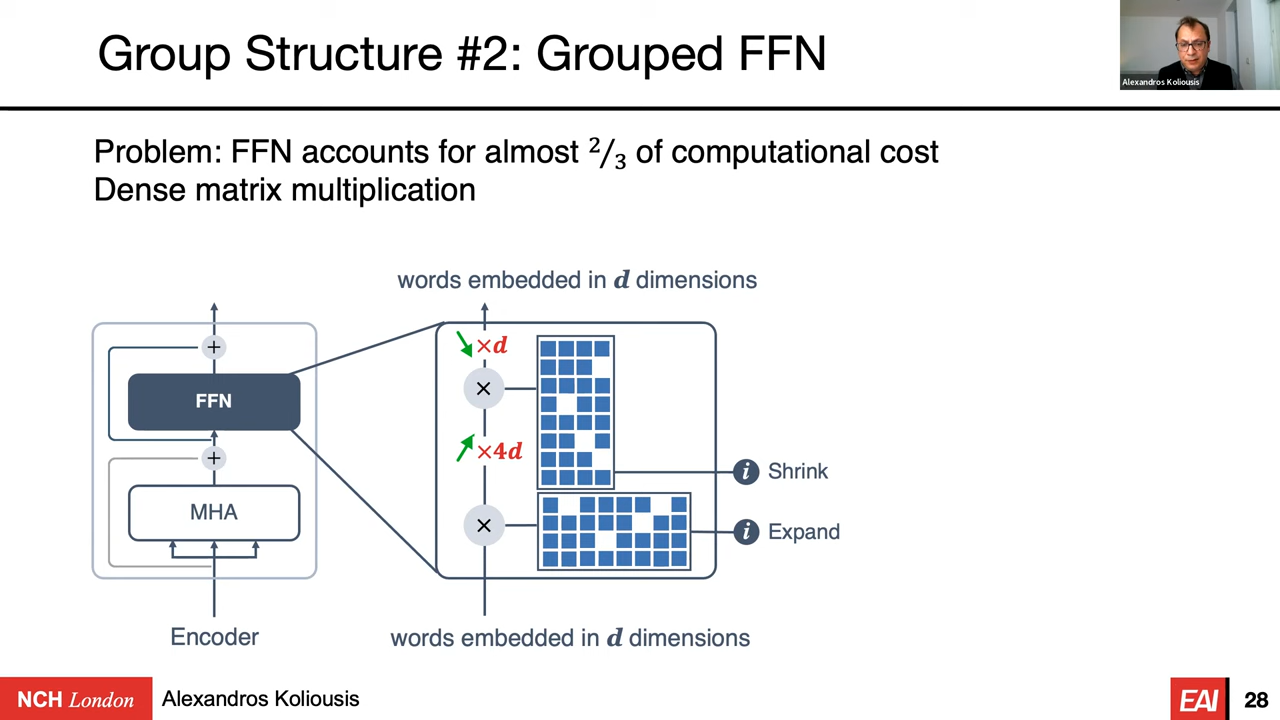 Group Structure #2: Grouped FFN
Alexandros Koliousis
Problem: FFN accounts for almost 2/3 of computational cost
Dense matrix multiplication
words embedded in d dimensions
+
FFN
+
MHA
Encoder
×d
×
×4d
×
i Shrink
i Expand
words embedded in d dimensions
NCH London
Alexandros Koliousis
EAI
28